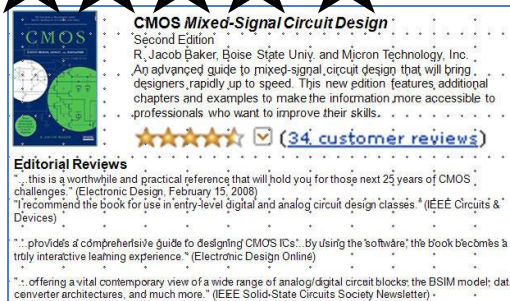 CMOS Mixed-Signal Circuit Design
Second Edition
R. Jacob Baker, Boise State Univ. and Micron Technology, Inc.
An advanced guide to mixed-signal circuit design that will bring
designers rapidly up to speed. This new edition features additional
chapters and examples to make the information more accessible to
professionals who want to improve their skills.
(34 customer reviews)
CMOS
Editorial Reviews
"...this is a worthwhile and practical reference that will hold you for those next 25 years of CMOS
challenges." (Electronic Design, February 15, 2008)
"I recommend the book for use in entry-level digital and analog circuit design classes." (IEEE Circuits &
Devices)
"...provides a comprehensive guide to designing CMOS ICs...by using the software, the book becomes a
truly interactive learning experience." (Electronic Design Online)
"...offering a vital contemporary view of a wide range of analog/digital circuit blocks, the BSIM model, dat
converter architectures, and much more." (IEEE Solid-State Circuits Society Newsletter)